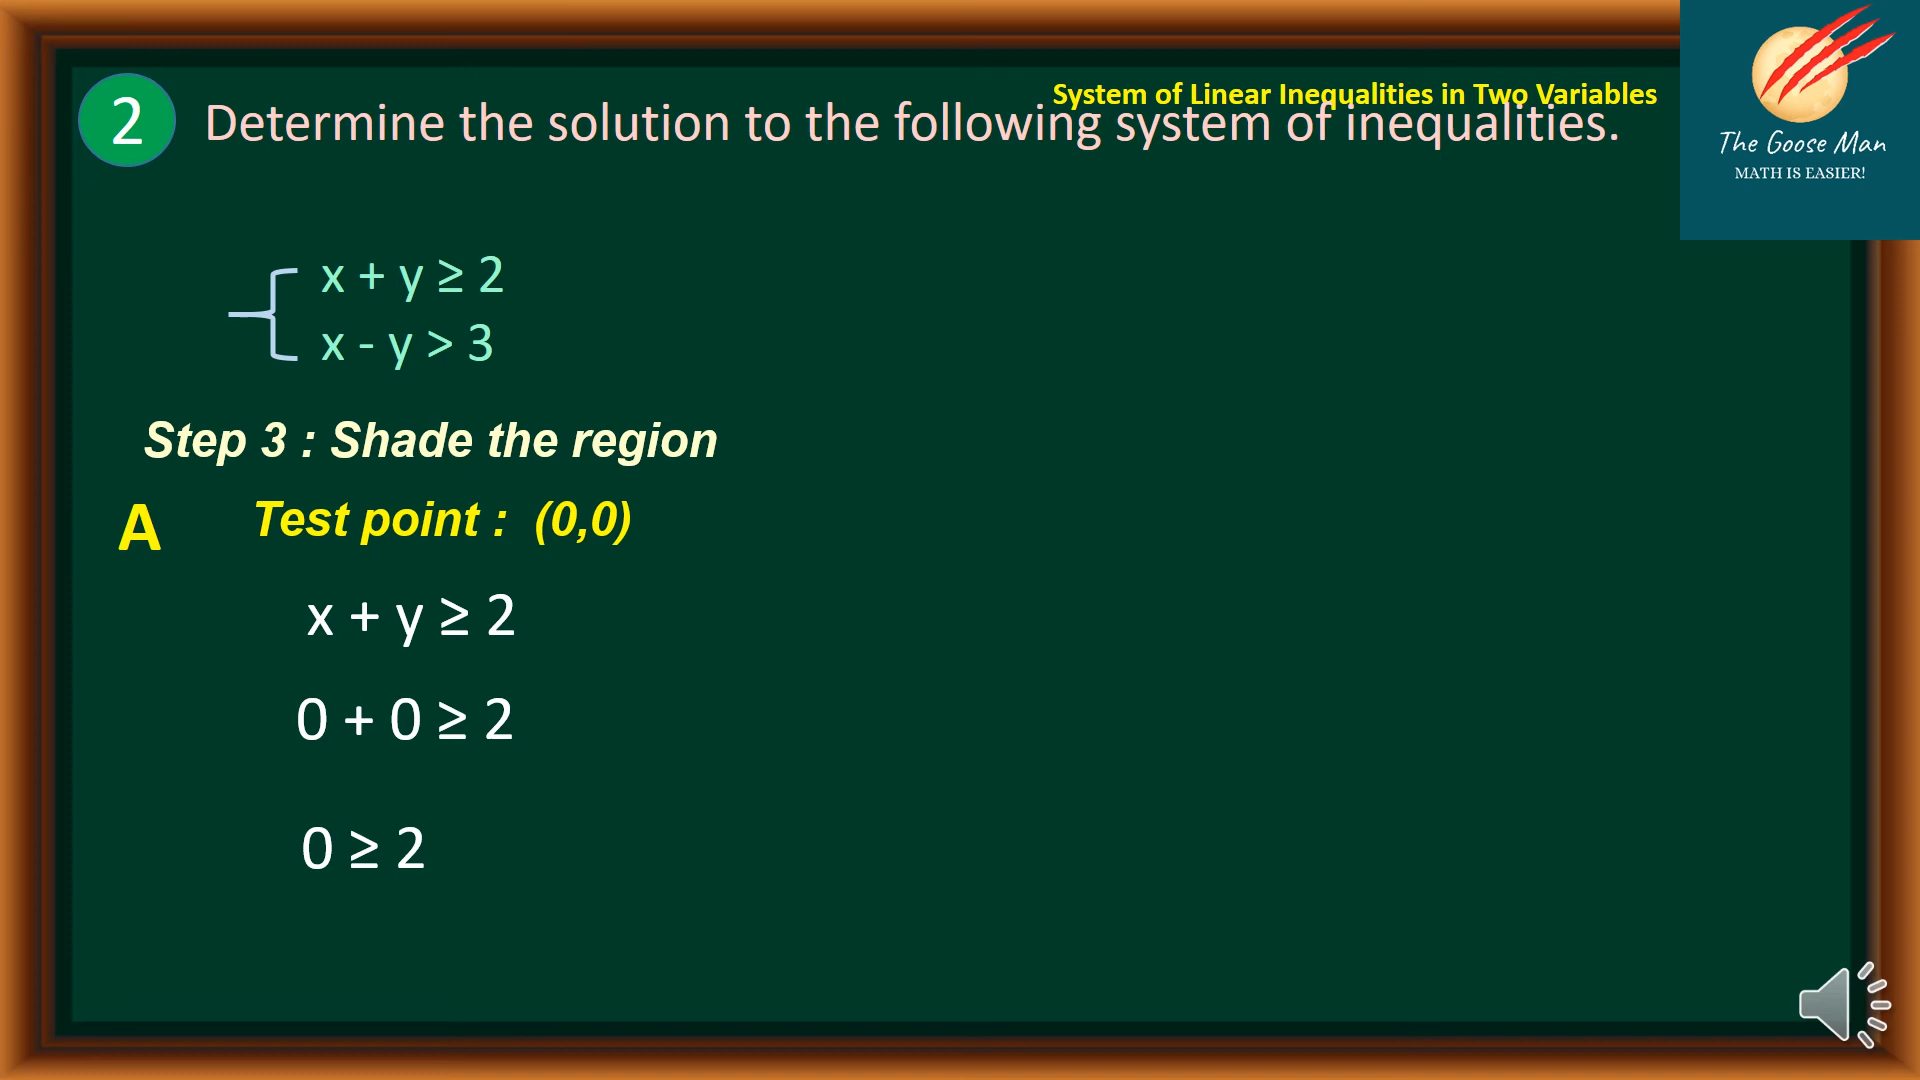 System of Linear Inequalities in Two Variables
2 Determine the solution to the following system of inequalities.
The Goose Man
MATH IS EASIER!
x + y ≥ 2
x - y > 3
Step 3 : Shade the region
A Test point : (0,0)
x + y ≥ 2
0 + 0 ≥ 2
0 ≥ 2